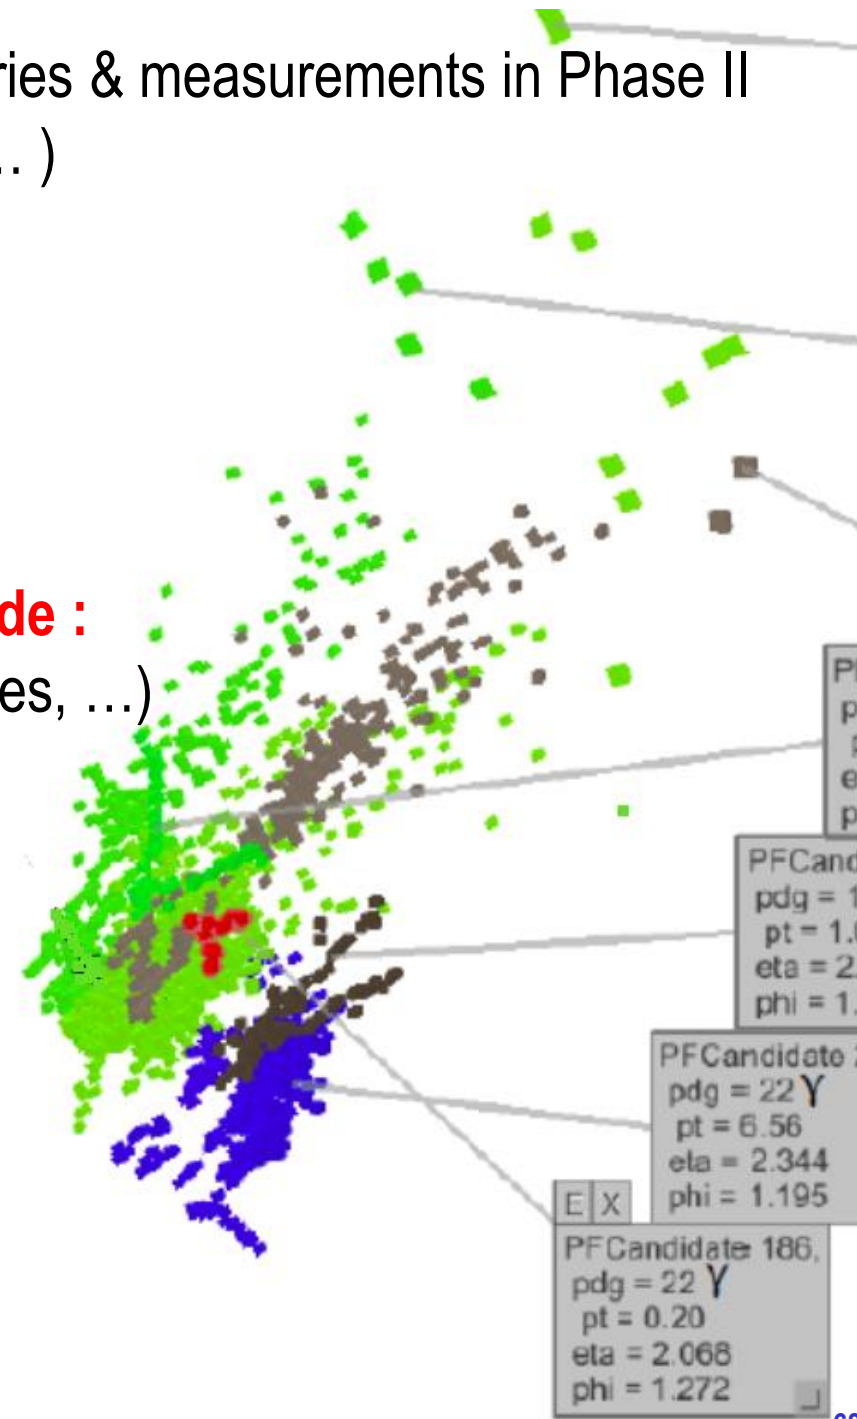 ries & measurements in Phase II
.. )
de :
es, …)
p
e
p
PFCand
pdg = 1
pt = 1.
eta = 2.
phi = 1.
PFCandidate
pdg = 22 γ
pt = 6.56
eta = 2.344
phi = 1.195
E X
PFCandidate 186,
pdg = 22 γ
pt = 0.20
eta = 2.068
phi = 1.272